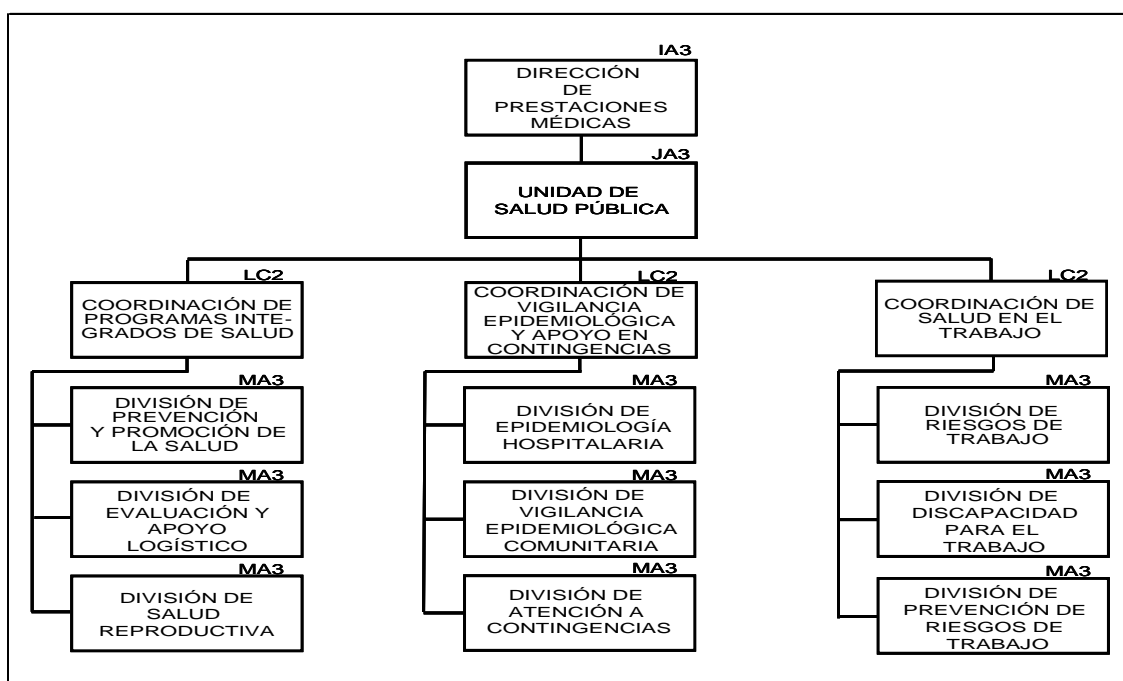 IA3
DIRECCIÓN
DE
PRESTACIONES
MÉDICAS
JA3
UNIDAD DE
SALUD PÚBLICA
LC2
COORDINACIÓN DE
PROGRAMAS INTE-
GRADOS DE SALUD
MA3
DIVISIÓN DE
PREVENCIÓN
Y PROMOCIÓN DE
LA SALUD
MA3
DIVISIÓN DE
EVALUACIÓN Y
APOYO
LOGÍSTICO
MA3
DIVISIÓN DE
SALUD
REPRODUCTIVA
LC2
COORDINACIÓN DE
VIGILANCIA
EPIDEMIOLÓGICA
Y APOYO EN
CONTINGENCIAS
MA3
DIVISIÓN DE
EPIDEMIOLOGÍA
HOSPITALARIA
MA3
DIVISIÓN DE
VIGILANCIA
EPIDEMIOLÓGICA
COMUNITARIA
MA3
DIVISIÓN DE
ATENCIÓN A
CONTINGENCIAS
LC2
COORDINACIÓN DE
SALUD EN EL
TRABAJO
MA3
DIVISIÓN DE
RIESGOS DE
TRABAJO
MA3
DIVISIÓN DE
DISCAPACIDAD
PARA EL
TRABAJO
MA3
DIVISIÓN DE
PREVENCIÓN DE
RIESGOS DE
TRABAJO